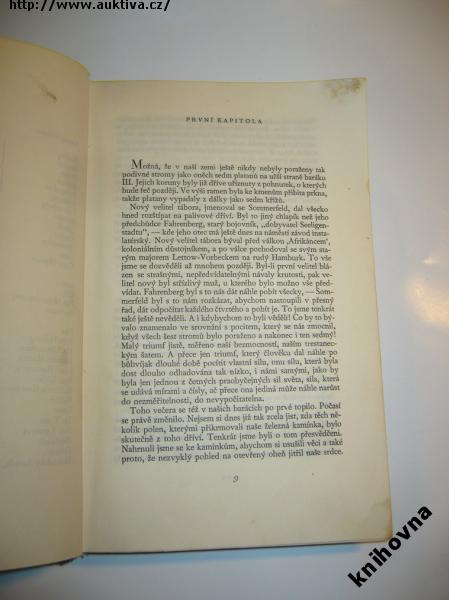 http://www.auktiva.cz/
PRVNÍ KAPITOLA
Možná, že v naší zemi ještě nikdy nebyly poraženy tak
podivné stromy jako oněch sedm platanů na užší straně baráku
III. Jejich koruny byly již dříve uříznuty z pohnutek, o kterých
bude řeč později. Ve výši ramen byla ke kmenům přibita prkna,
takže platany vypadaly z dálky jako sedm křížů.
Nový velitel tábora, jmenoval se Sommerfeld, dal všecko
hned rozštípat na palivové dříví. Byl to jiný chlapík než jeho
předchůdce Fahrenberg, starý bojovník, „dobyvatel Seeligen-
stadtu“, — kde jeho otec má ještě dnes na náměstí závod insta-
latérský. Nový velitel tábora býval před válkou ‚Afrikáncem‘,
koloniálním důstojníkem, a po válce pochodoval se svým sta-
rým majorem Lettow-Vorbeckem na rudý Hamburk. To vše
jsme se dozvěděli až mnohem později. Byl-li první velitel blázen
se strašnými, nepředvídatelnými návaly krutosti, pak ve-
litel nový byl střízlivý muž, u kterého bylo možno vše před-
vídat. Fahrenberg byl s to nás dát náhle pobít všecky, — Som-
merfeld byl s to nám rozkázat, abychom nastoupili v přesný
řad, dát odpočítat každého čtvrtého a pobít je. To jsme tenkrát
také ještě nevěděli. A i kdybychom to byli věděli! Co by to by-
valo znamenalo ve srovnání s pocitem, který se nás zmocnil,
když všech šest stromů bylo poraženo a nakonec i ten sedmý!
Malý triumf jistě, měřeno naší bezmocností, naším trestanec-
kým šatem. A přece jen triumf, který člověku dal náhle po
bůhvíjak dlouhé době pocítit vlastní sílu, onu sílu, která byla
dost dlouho odhadována tak nízko, i námi samými, jako by
byla jen jednou z četných praobyčejných sil světa, síla, která
se udává mírami a čísly, ač přece ona jediná může náhle narůst
do nezměřitelnosti, do nevypočitatelna.
Toho večera se též v našich barácích po prvé topilo. Počasí
se právě změnilo. Nejsem si dnes již tak zcela jist, zda těch ně-
kolik polen, kterými přikrmovali naše železná kamínka, bylo
skutečně z toho dříví. Tenkrát jsme byli o tom přesvědčeni.
Nahrnuli jsme se ke kamínkům, abychom si usušili věci a také
proto, že nezvyklý pohled na otevřený oheň jitřil naše srdce.
9
knihovna